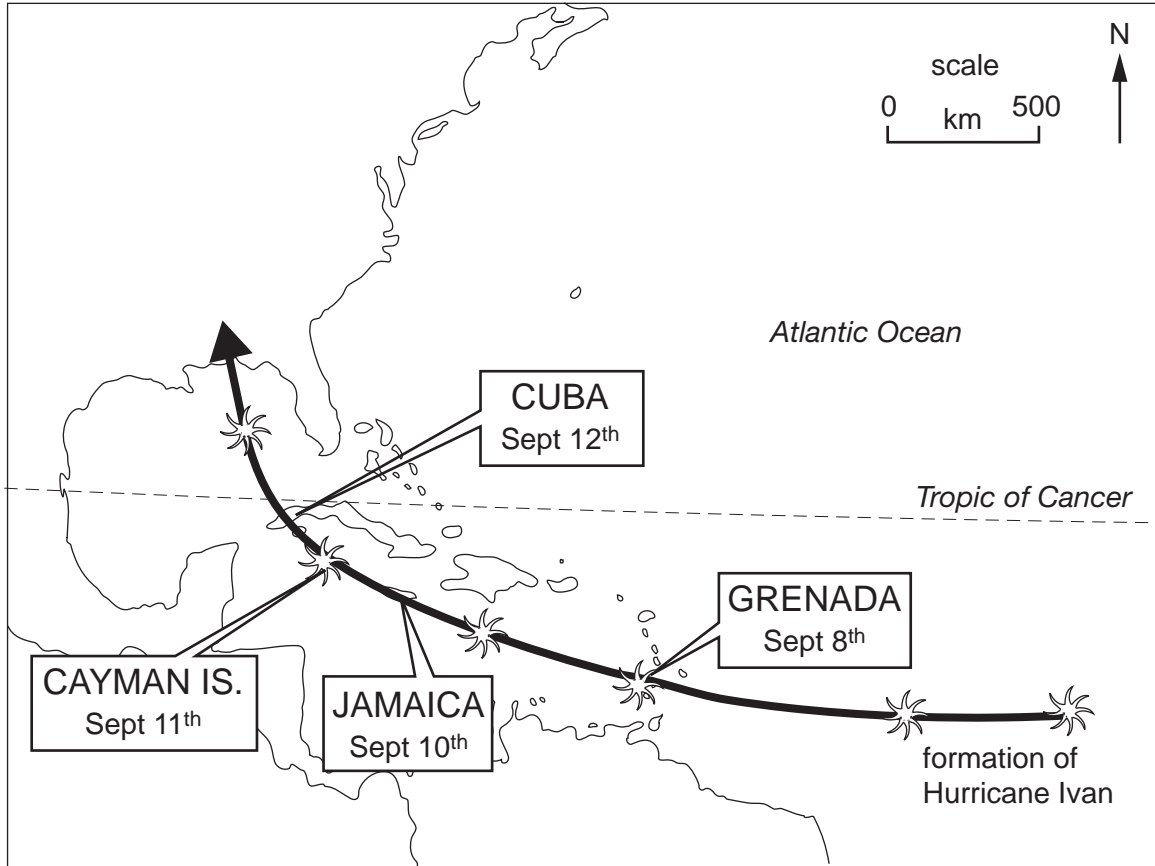 N
scale
0 500
km
Atlantic Ocean
CUBA
Sept 12th
Tropic of Cancer
GRENADA
Sept 8th
CAYMAN IS.
Sept 11th
JAMAICA
Sept 10th
formation of
Hurricane Ivan